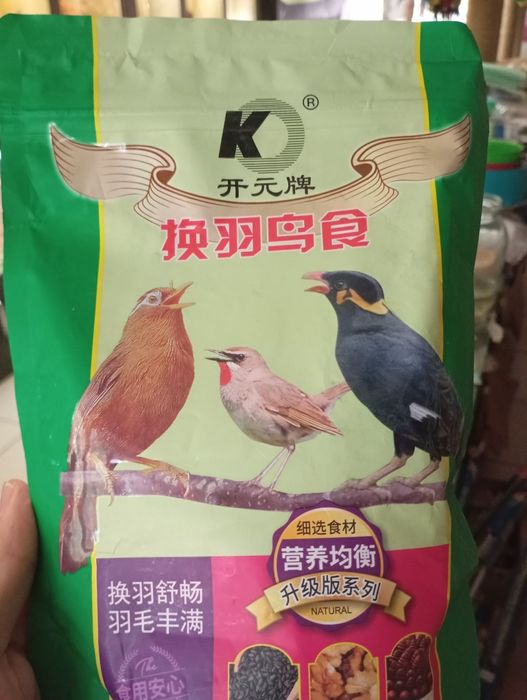 K
®
开元牌
换羽鸟食
细选食材
营养均衡
升级版系列
NATURAL
换羽舒畅
羽毛丰满
The
食用安心